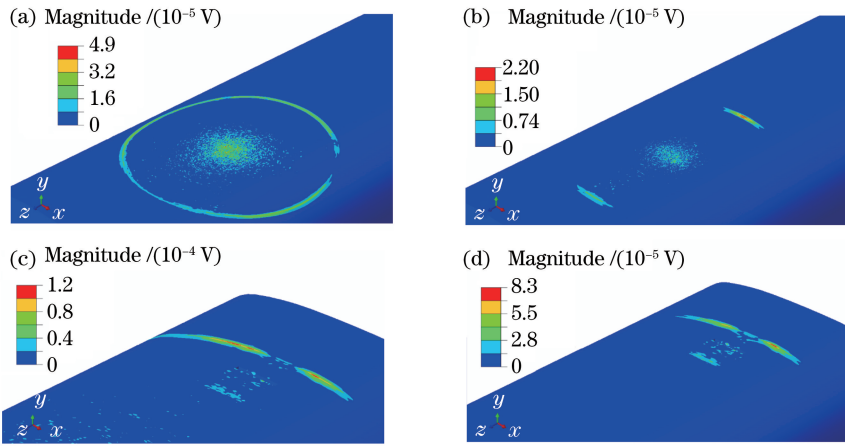 (a) Magnitude /(10⁻⁵ V)
4.9
3.2
1.6
0
y
z x
(b) Magnitude /(10⁻⁵ V)
2.20
1.50
0.74
0
y
z x
(c) Magnitude /(10⁻⁴ V)
1.2
0.8
0.4
0
y
z x
(d) Magnitude /(10⁻⁵ V)
8.3
5.5
2.8
0
y
z x